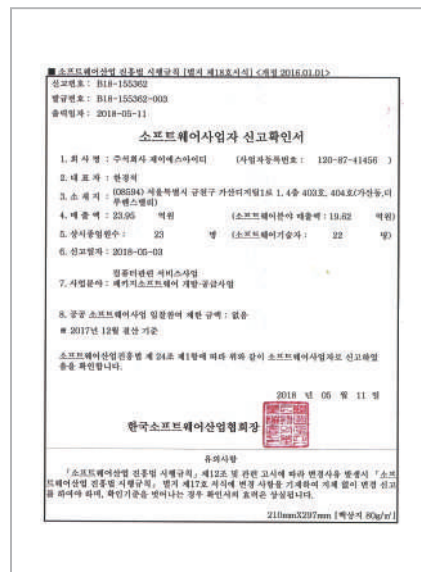 ■ 소프트웨어산업 진흥법 시행규칙 [별지 제18호서식] <개정 2016.01.01>
신고번호 : B18-155362
발급번호 : B18-155362-003
출력일자 : 2018-05-11
소프트웨어사업자 신고확인서
1. 회 사 명 : 주식회사 제이에스아이디 (사업자등록번호 : 120-87-41456 )
2. 대 표 자 : 한경석
3. 소 재 지 : (08594) 서울특별시 금천구 가산디지털1로 1, 4층 403호, 404호(가산동,더
루벤스밸리)
4. 매 출 액 : 23.95 억원 (소프트웨어분야 매출액 : 19.62 억원)
5. 상시종업원수 : 23 명 (소프트웨어기술자 : 22 명)
6. 신고일자 : 2018-05-03
컴퓨터관련 서비스사업
7. 사업분야 : 패키지소프트웨어 개발·공급사업
8. 공공 소프트웨어사업 입찰참여 제한 금액 : 없음
※ 2017년 12월 결산 기준
소프트웨어산업진흥법 제 24조 제1항에 따라 위와 같이 소프트웨어사업자로 신고하였
음을 확인합니다.
2018 년 05 월 11 일
한국소프트웨어산업협회장
유의사항
「소프트웨어산업 진흥법 시행규칙」 제12조 및 관련 고시에 따라 변경사유 발생시 「소프
트웨어산업 진흥법 시행규칙」 별지 제17호 서식에 변경 사항을 기재하여 지체 없이 변경 신고
를 하여야 하며, 확인기준을 벗어나는 경우 확인서의 효력은 상실됩니다.
210mmX297mm [백상지 80g/㎡]